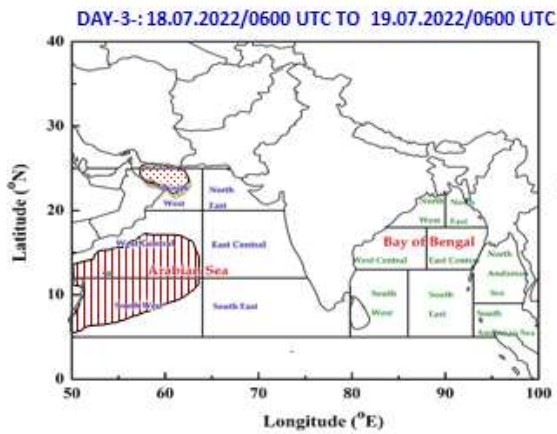 DAY-3-: 18.07.2022/0600 UTC TO 19.07.2022/0600 UTC
40
30
20
10
0
Latitude (°N)
North
East
West
West Central
East Central
Arabian Sea
South West
South East
North
West
North
East
Bay of Bengal
West Central
East Central
North
Andaman
Sea
South
West
South
East
South
Andaman Sea
50
60
70
80
90
100
Longitude (°E)